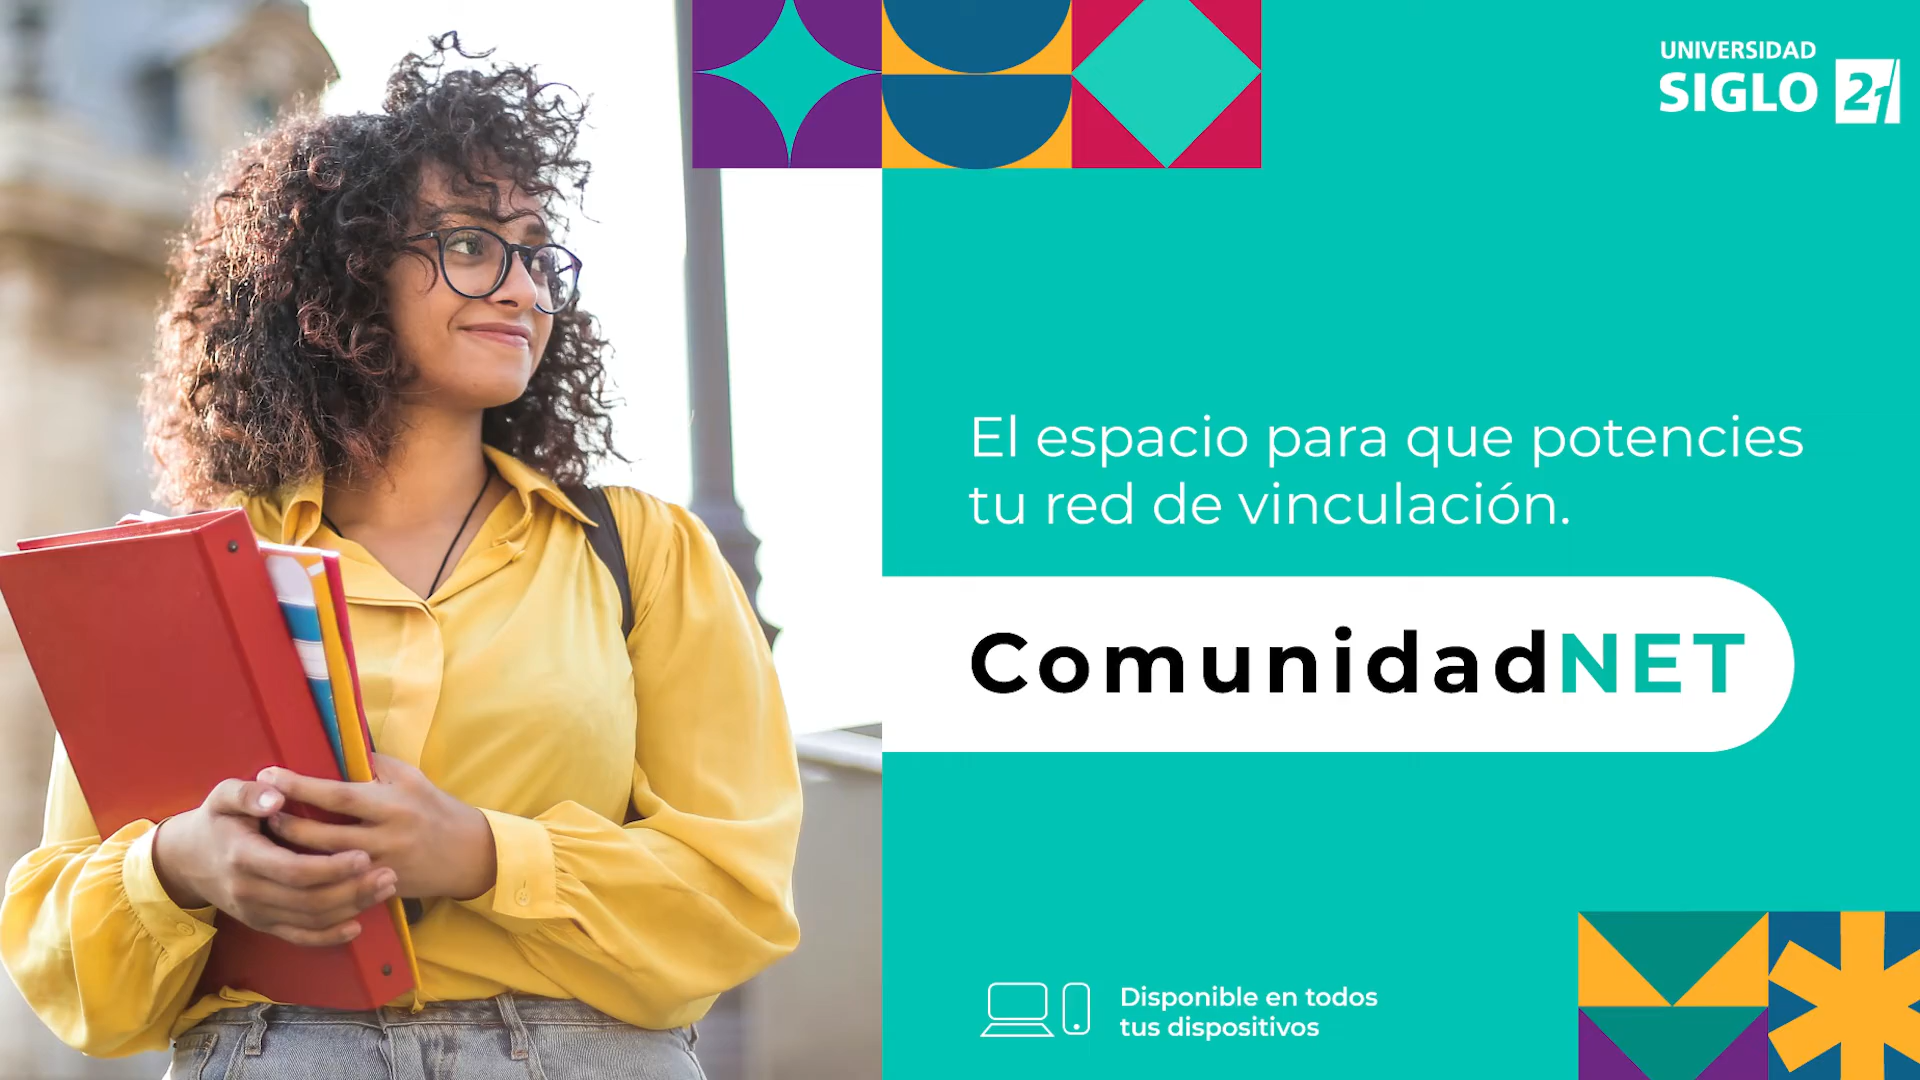 UNIVERSIDAD
SIGLO 21
El espacio para que potencies
tu red de vinculación.
ComunidadNET
Disponible en todos
tus dispositivos